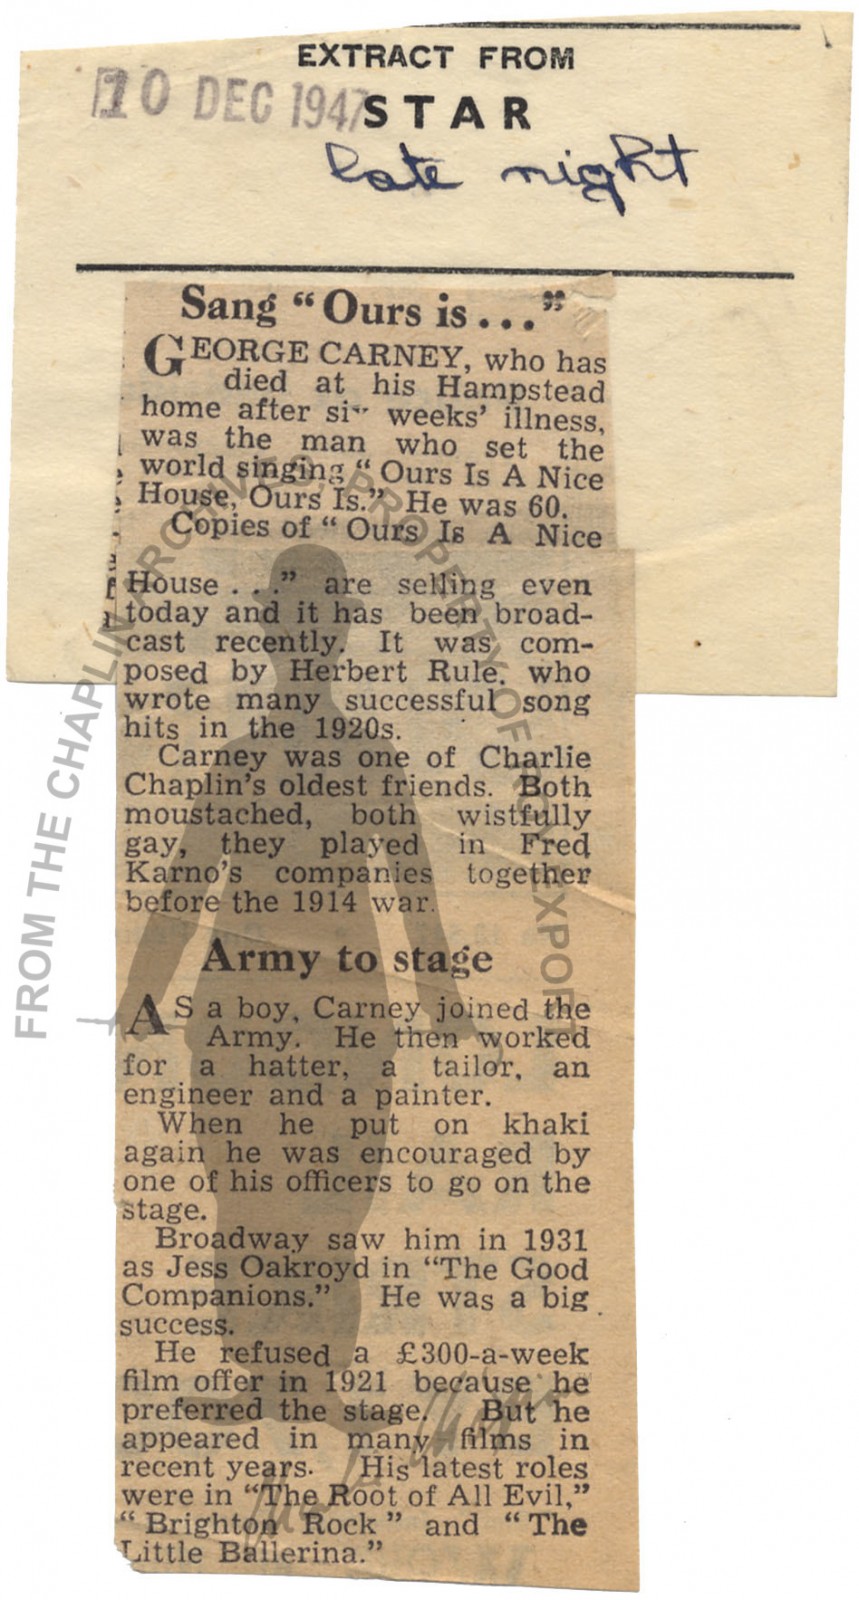 EXTRACT FROM
10 DEC 1947
STAR
late night
Sang "Ours is..."
GEORGE CARNEY, who has
died at his Hampstead
home after six weeks' illness,
was the man who set the
world singing "Ours Is A Nice
House, Ours Is." He was 60.
Copies of "Ours Is A Nice
House . . ." are selling even
today and it has been broad-
cast recently. It was com-
posed by Herbert Rule, who
wrote many successful song
hits in the 1920s.
Carney was one of Charlie
Chaplin's oldest friends. Both
moustached, both wistfully
gay, they played in Fred
Karno's companies together
before the 1914 war.
Army to stage
AS a boy, Carney joined the
Army. He then worked
for a hatter, a tailor, an
engineer and a painter.
When he put on khaki
again he was encouraged by
one of his officers to go on the
stage.
Broadway saw him in 1931
as Jess Oakroyd in "The Good
Companions." He was a big
success.
He refused a £300-a-week
film offer in 1921 because he
preferred the stage. But he
appeared in many films in
recent years. His latest roles
were in "The Root of All Evil,"
"Brighton Rock" and "The
Little Ballerina."
FROM THE CHAPLIN ARCHIVES, PROPERTY OF ROY EXPORT